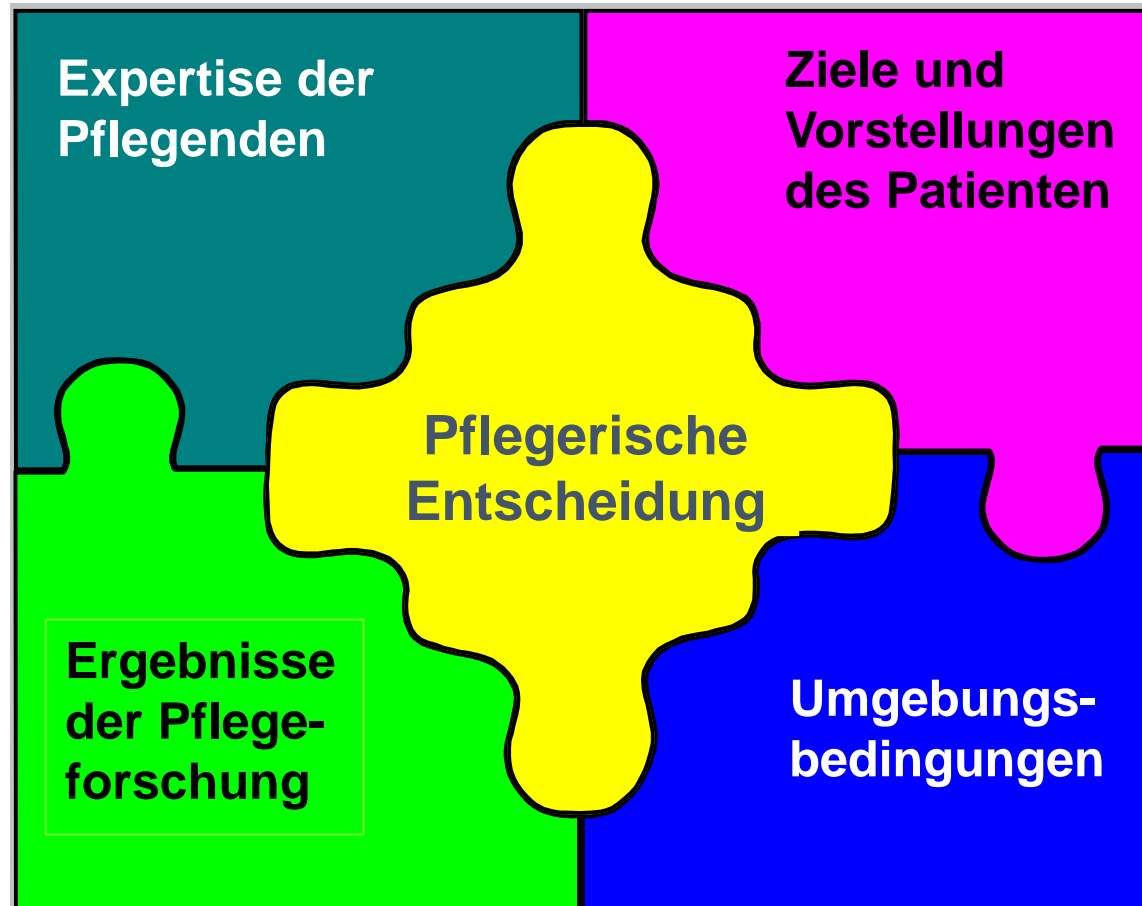 Expertise der
Pflegenden
Ziele und
Vorstellungen
des Patienten
Pflegerische
Entscheidung
Ergebnisse
der Pflege-
forschung
Umgebungs-
bedingungen